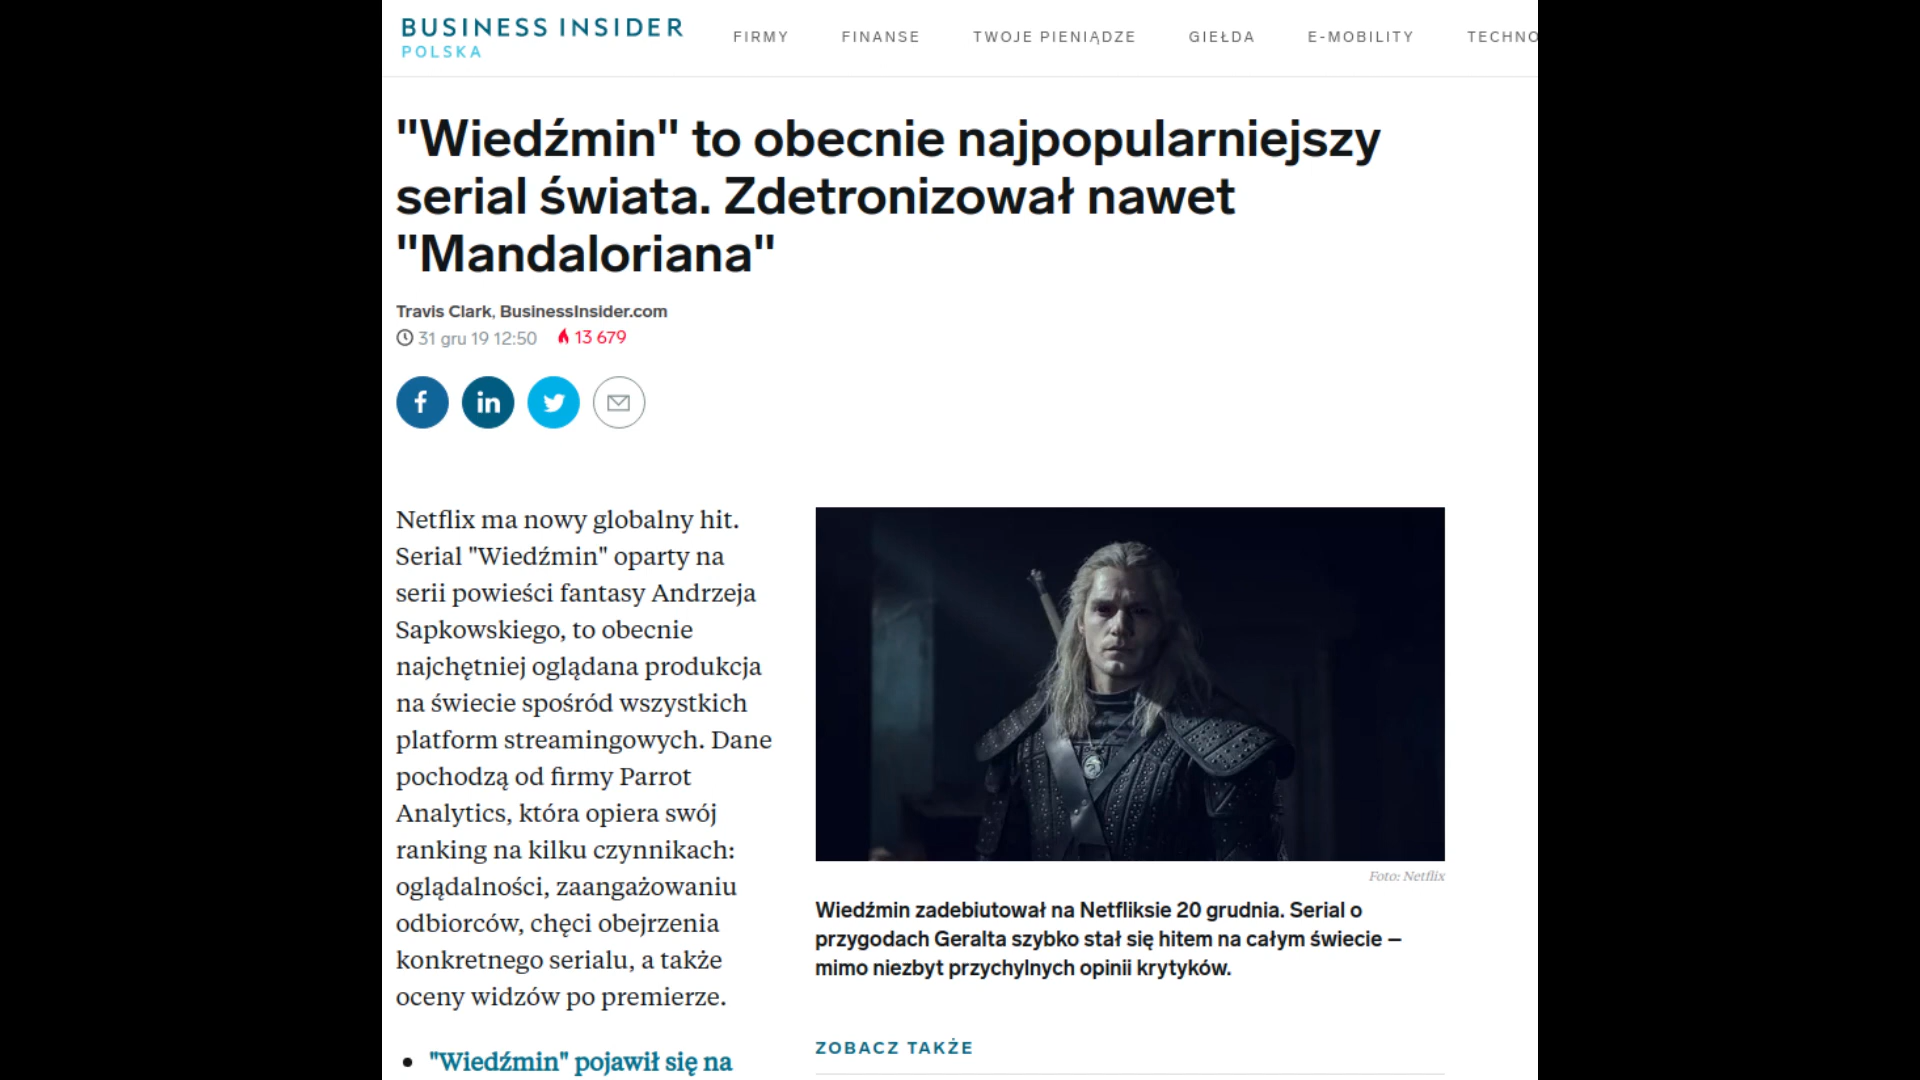 BUSINESS INSIDER
POLSKA
FIRMY FINANSE TWOJE PIENIĄDZE GIEŁDA E-MOBILITY TECHNO
"Wiedźmin" to obecnie najpopularniejszy
serial świata. Zdetronizował nawet
"Mandaloriana"
Travis Clark, BusinessInsider.com
31 gru 19 12:50 13 679
Netflix ma nowy globalny hit.
Serial "Wiedźmin" oparty na
serii powieści fantasy Andrzeja
Sapkowskiego, to obecnie
najchętniej oglądana produkcja
na świecie spośród wszystkich
platform streamingowych. Dane
pochodzą od firmy Parrot
Analytics, która opiera swój
ranking na kilku czynnikach:
oglądalności, zaangażowaniu
odbiorców, chęci obejrzenia
konkretnego serialu, a także
oceny widzów po premierze.
• "Wiedźmin" pojawił się na
Foto: Netflix
Wiedźmin zadebiutował na Netfliksie 20 grudnia. Serial o
przygodach Geralta szybko stał się hitem na całym świecie –
mimo niezbyt przychylnych opinii krytyków.
ZOBACZ TAKŻE